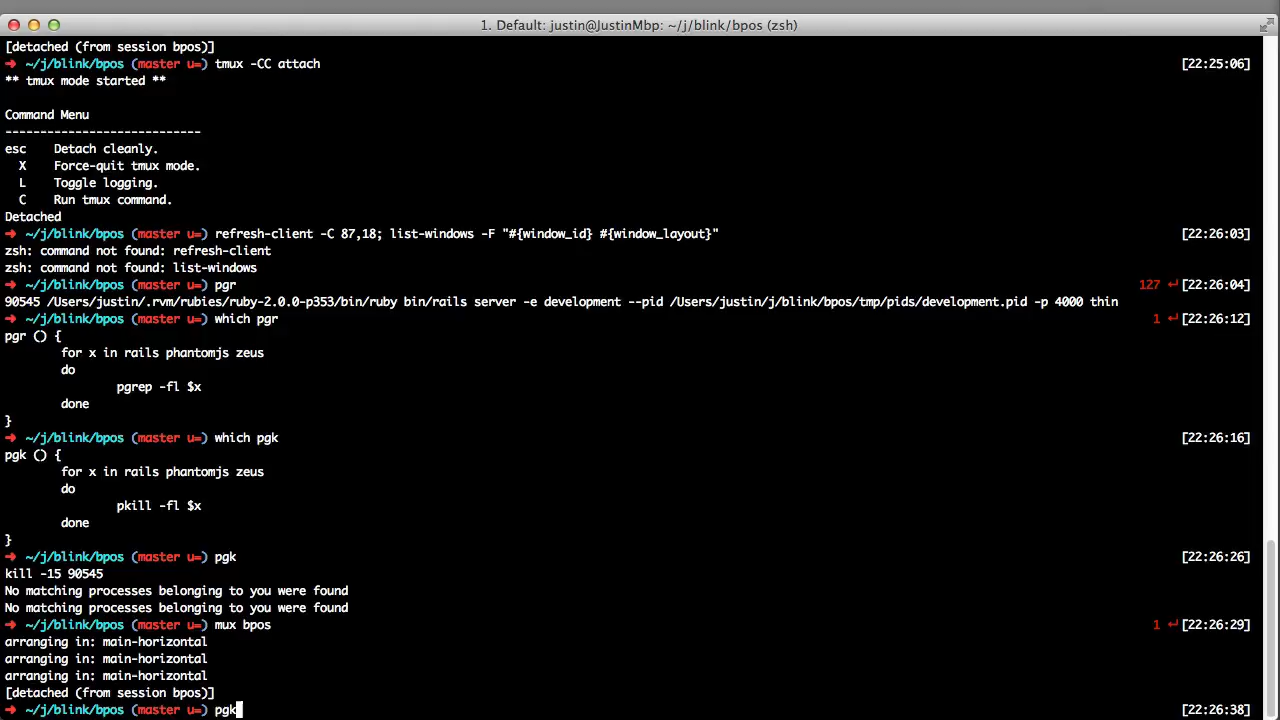 1. Default: justin@JustinMbp: ~/j/blink/bpos (zsh)
[detached (from session bpos)]
➜ ~/j/blink/bpos (master u=) tmux -CC attach [22:25:06]
** tmux mode started **
Command Menu
----------------------------
esc    Detach cleanly.
  X    Force-quit tmux mode.
  L    Toggle logging.
  C    Run tmux command.
Detached
➜ ~/j/blink/bpos (master u=) refresh-client -C 87,18; list-windows -F "#{window_id} #{window_layout}" [22:26:03]
zsh: command not found: refresh-client
zsh: command not found: list-windows
➜ ~/j/blink/bpos (master u=) pgr 127 ↵ [22:26:04]
90545 /Users/justin/.rvm/rubies/ruby-2.0.0-p353/bin/ruby bin/rails server -e development --pid /Users/justin/j/blink/bpos/tmp/pids/development.pid -p 4000 thin
➜ ~/j/blink/bpos (master u=) which pgr 1 ↵ [22:26:12]
pgr () {
        for x in rails phantomjs zeus
        do
                pgrep -fl $x
        done
}
➜ ~/j/blink/bpos (master u=) which pgk [22:26:16]
pgk () {
        for x in rails phantomjs zeus
        do
                pkill -fl $x
        done
}
➜ ~/j/blink/bpos (master u=) pgk [22:26:26]
kill -15 90545
No matching processes belonging to you were found
No matching processes belonging to you were found
➜ ~/j/blink/bpos (master u=) mux bpos 1 ↵ [22:26:29]
arranging in: main-horizontal
arranging in: main-horizontal
arranging in: main-horizontal
[detached (from session bpos)]
➜ ~/j/blink/bpos (master u=) pgk [22:26:38]